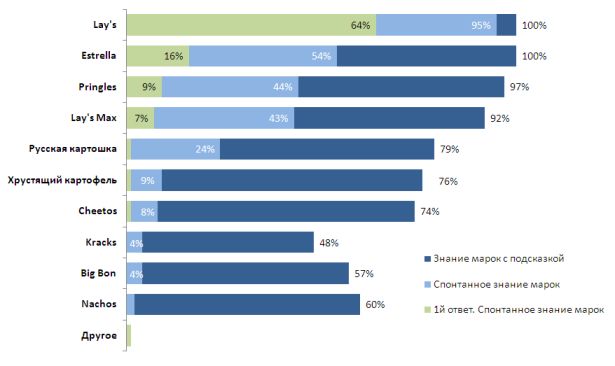 Lay's 64% 95% 100%
Estrella 16% 54% 100%
Pringles 9% 44% 97%
Lay's Max 7% 43% 92%
Русская картошка 24% 79%
Хрустящий картофель 9% 76%
Cheetos 8% 74%
Kracks 4% 48%
Big Bon 4% 57%
Nachos 60%
Другое
Знание марок с подсказкой
Спонтанное знание марок
1й ответ. Спонтанное знание марок